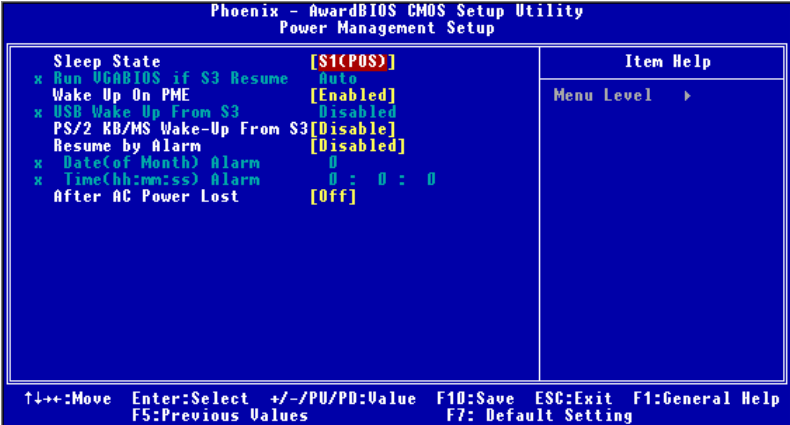 Phoenix - AwardBIOS CMOS Setup Utility
Power Management Setup
Sleep State [S1(POS)]
x Run VGABIOS if S3 Resume Auto
Wake Up On PME [Enabled]
x USB Wake Up From S3 Disabled
PS/2 KB/MS Wake-Up From S3[Disable]
Resume by Alarm [Disabled]
x Date(of Month) Alarm 0
x Time(hh:mm:ss) Alarm 0 : 0 : 0
After AC Power Lost [Off]
Item Help
Menu Level ▸
↑↓→←:Move Enter:Select +/-/PU/PD:Value F10:Save ESC:Exit F1:General Help
F5:Previous Values F7: Default Setting